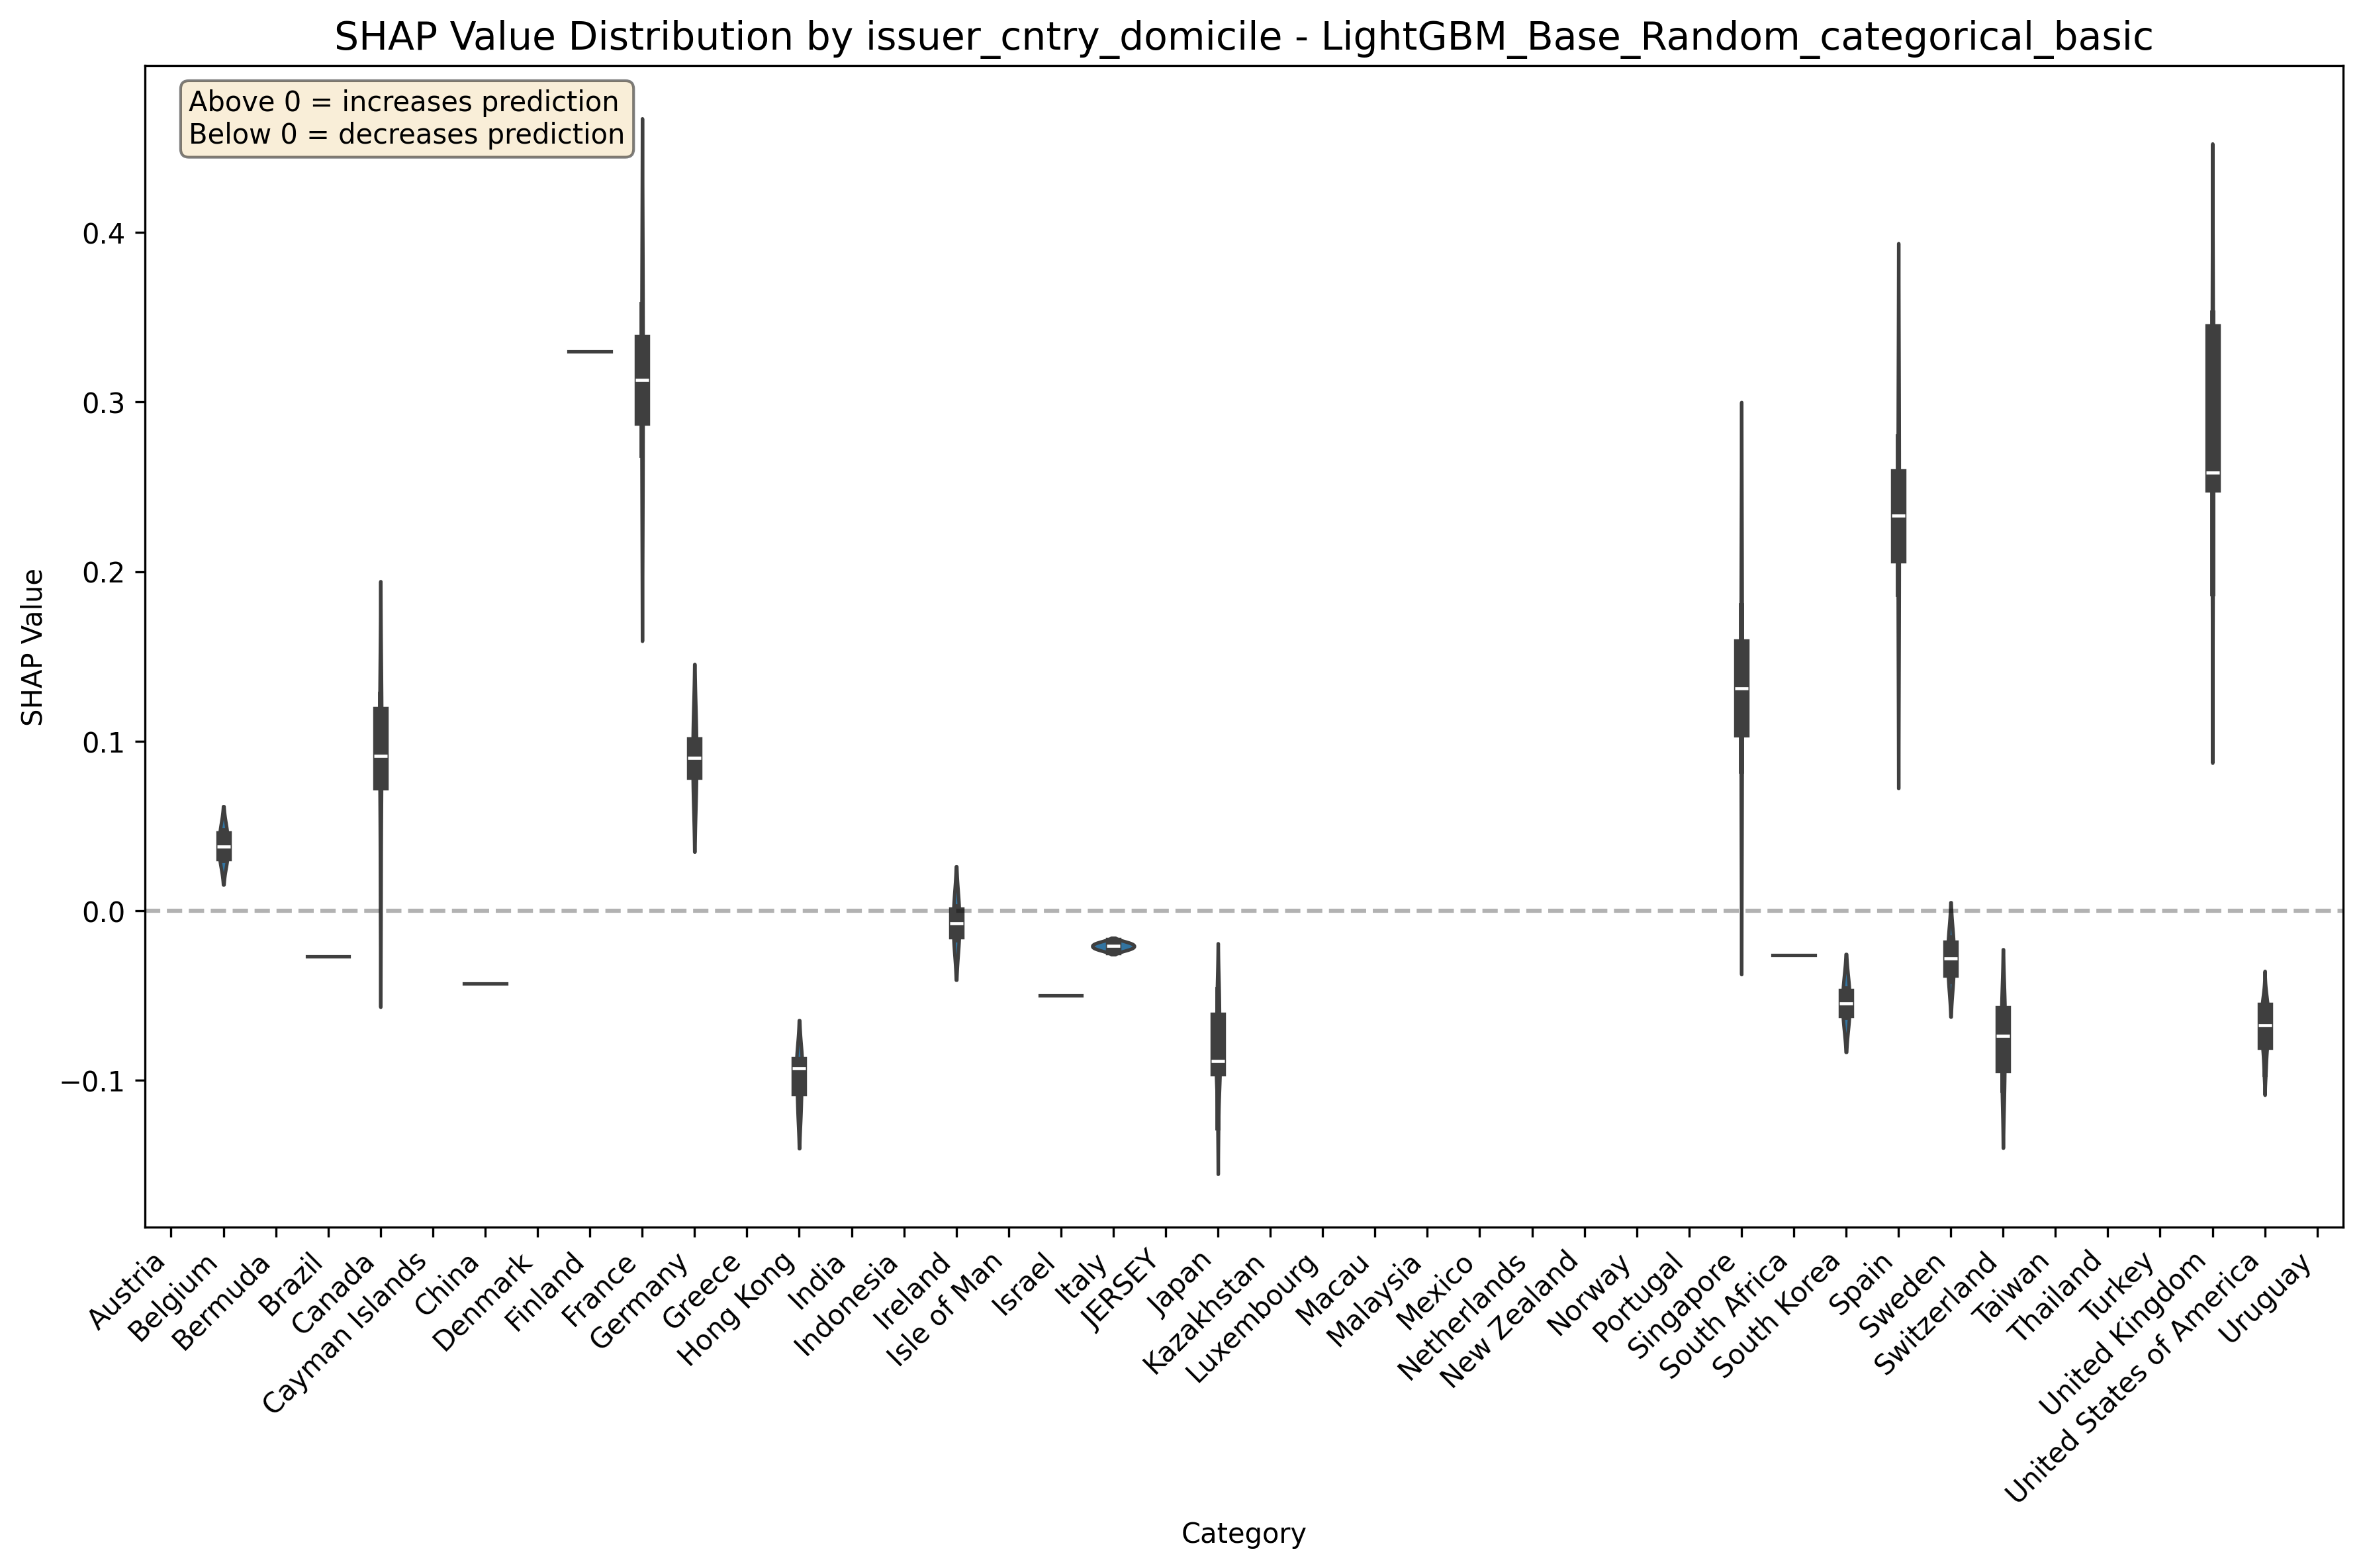 SHAP Value Distribution by issuer_cntry_domicile - LightGBM_Base_Random_categorical_basic
Above 0 = increases prediction
Below 0 = decreases prediction
SHAP Value
0.4
0.3
0.2
0.1
0.0
−0.1
Austria
Belgium
Bermuda
Brazil
Canada
Cayman Islands
China
Denmark
Finland
France
Germany
Greece
Hong Kong
India
Indonesia
Ireland
Isle of Man
Israel
Italy
JERSEY
Japan
Kazakhstan
Luxembourg
Macau
Malaysia
Mexico
Netherlands
New Zealand
Norway
Portugal
Singapore
South Africa
South Korea
Spain
Sweden
Switzerland
Taiwan
Thailand
Turkey
United Kingdom
United States of America
Uruguay
Category